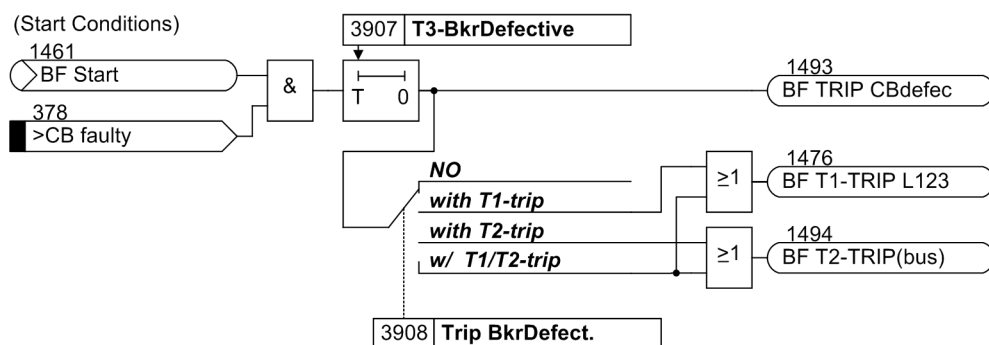 (Start Conditions)
3907 T3-BkrDefective
1461
BF Start
&
T 0
1493
BF TRIP CBdefec
378
>CB faulty
NO
with T1-trip
≥1
1476
BF T1-TRIP L123
with T2-trip
w/ T1/T2-trip
≥1
1494
BF T2-TRIP(bus)
3908 Trip BkrDefect.